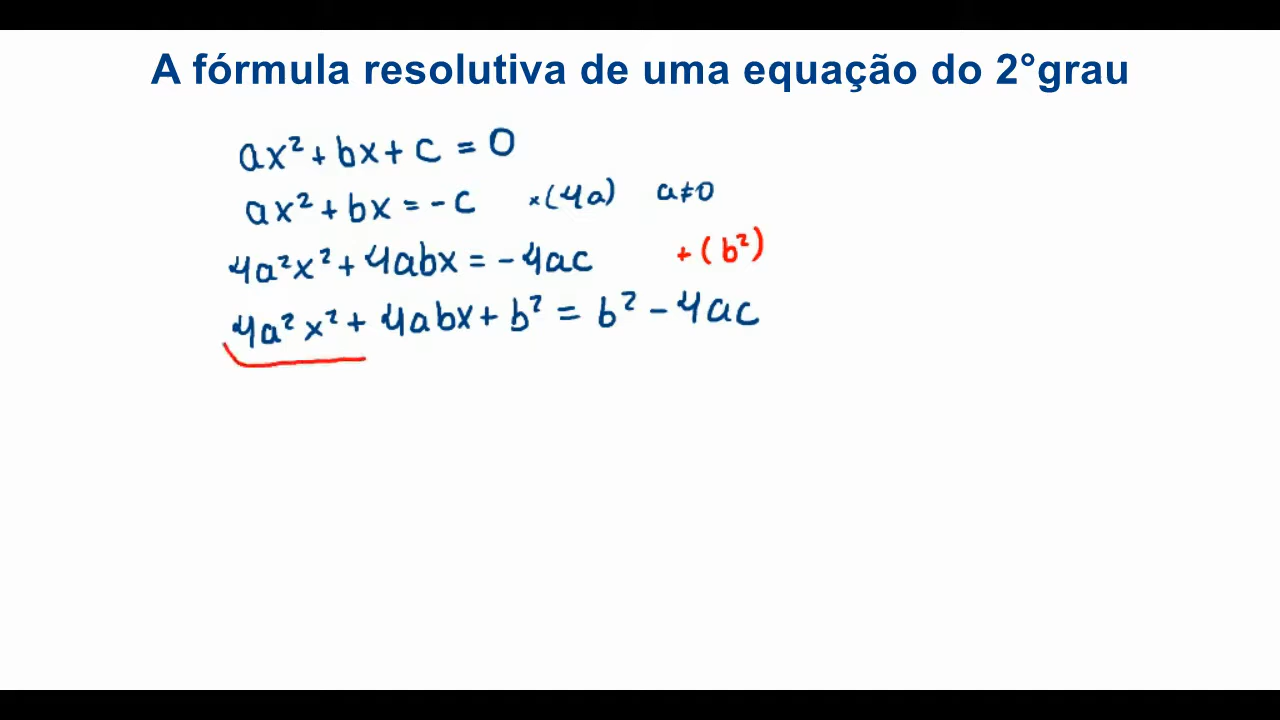 A fórmula resolutiva de uma equação do 2°grau
ax² + bx + c = 0
ax² + bx = - c ×(4a) a≠0
4a²x² + 4abx = - 4ac + (b²)
4a²x² + 4abx + b² = b² - 4ac